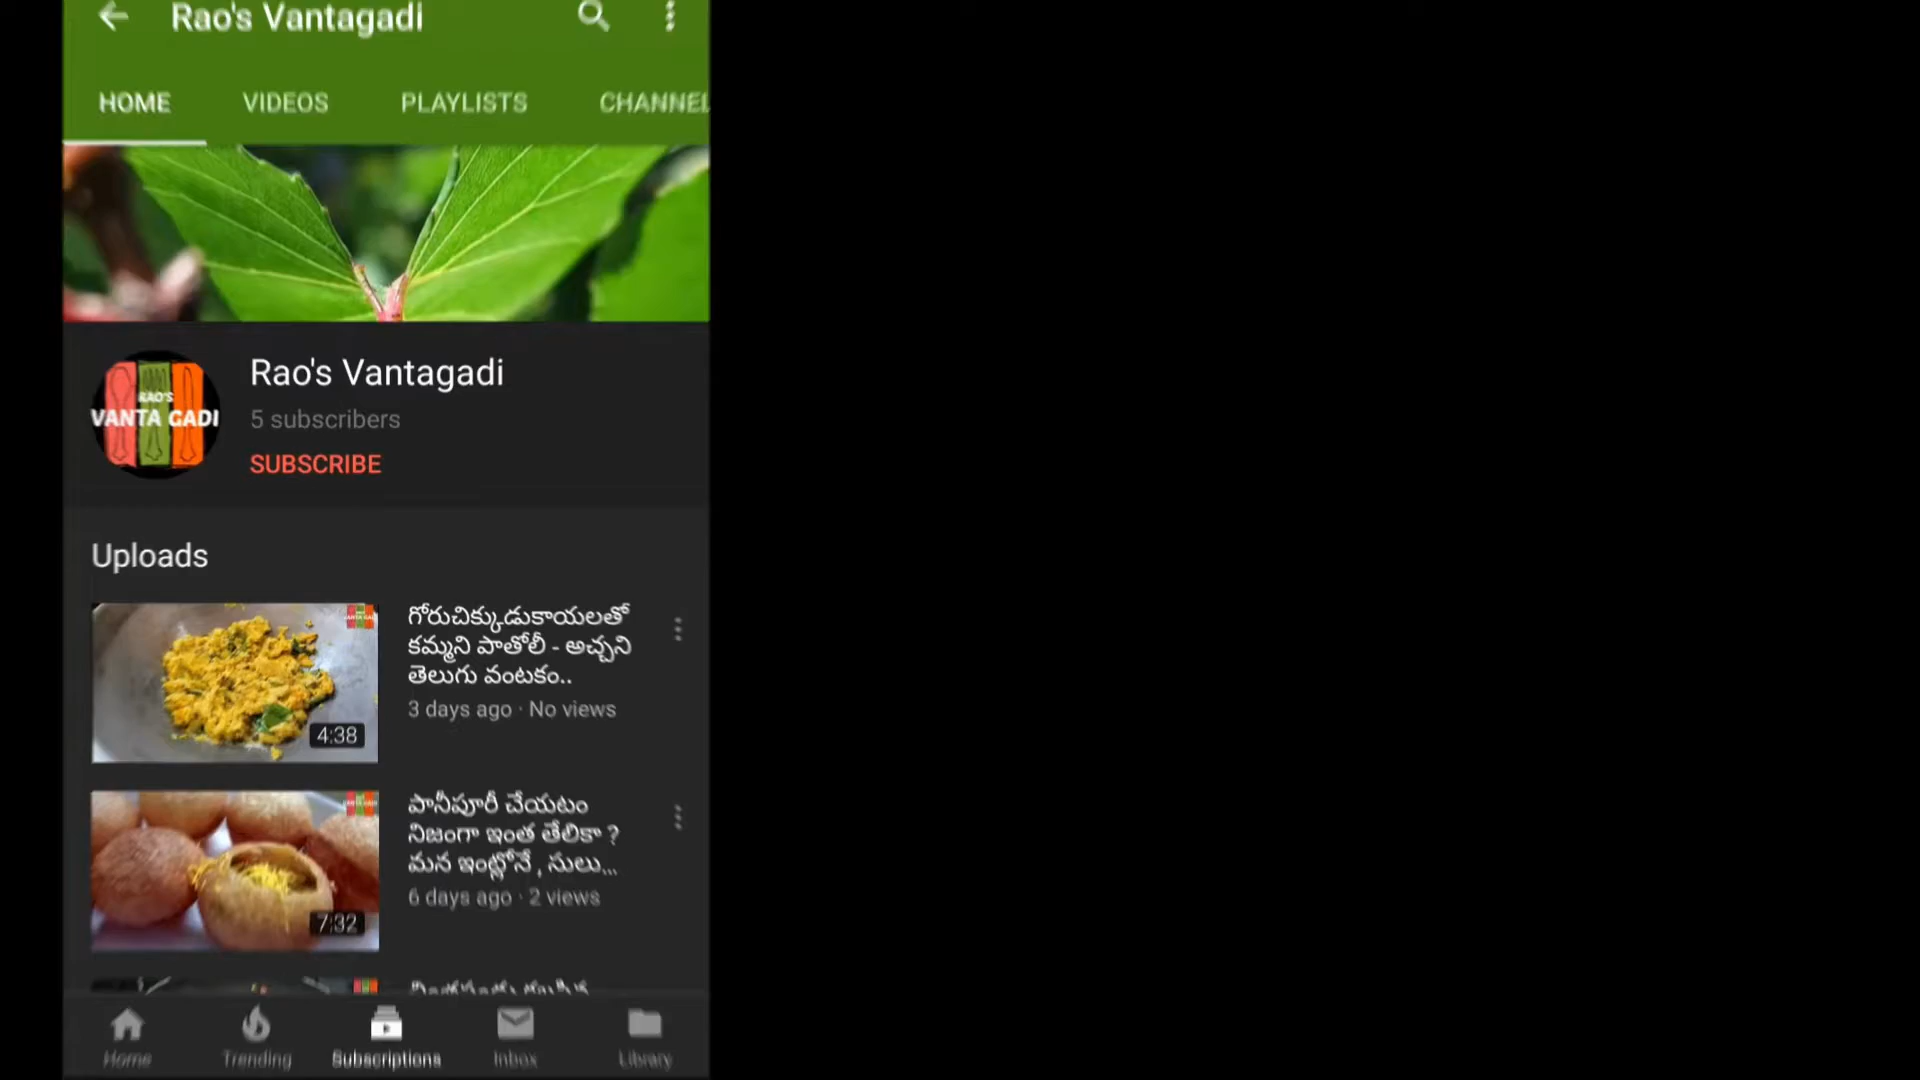 Rao's Vantagadi
HOME VIDEOS PLAYLISTS CHANNEL
RAO'S
VANTA GADI
Rao's Vantagadi
5 subscribers
SUBSCRIBE
Uploads
గోరుచిక్కుడుకాయలతో
కమ్మని పాతోలీ - అచ్చని
తెలుగు వంటకం..
3 days ago · No views
4:38
పానీపూరీ చేయటం
నిజంగా ఇంత తేలికా ?
మన ఇంట్లోనే , సులు...
6 days ago · 2 views
7:32
Home Trending Subscriptions Inbox Library